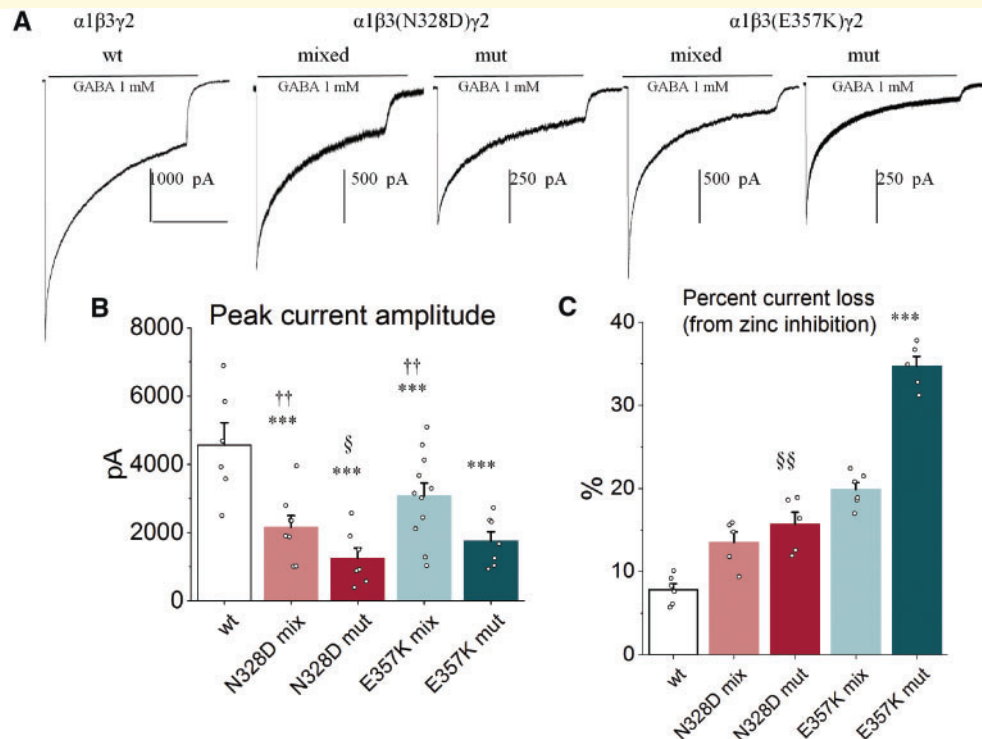 A
α1β3γ2
α1β3(N328D)γ2
α1β3(E357K)γ2
wt
mixed
mut
mixed
mut
GABA 1 mM
GABA 1 mM
GABA 1 mM
GABA 1 mM
GABA 1 mM
1000 pA
500 pA
250 pA
500 pA
250 pA
B
Peak current amplitude
8000
6000
4000
2000
0
pA
††
***
§
***
††
***
***
wt
N328D mix
N328D mut
E357K mix
E357K mut
C
Percent current loss
(from zinc inhibition)
40
30
20
10
0
%
§§
***
wt
N328D mix
N328D mut
E357K mix
E357K mut